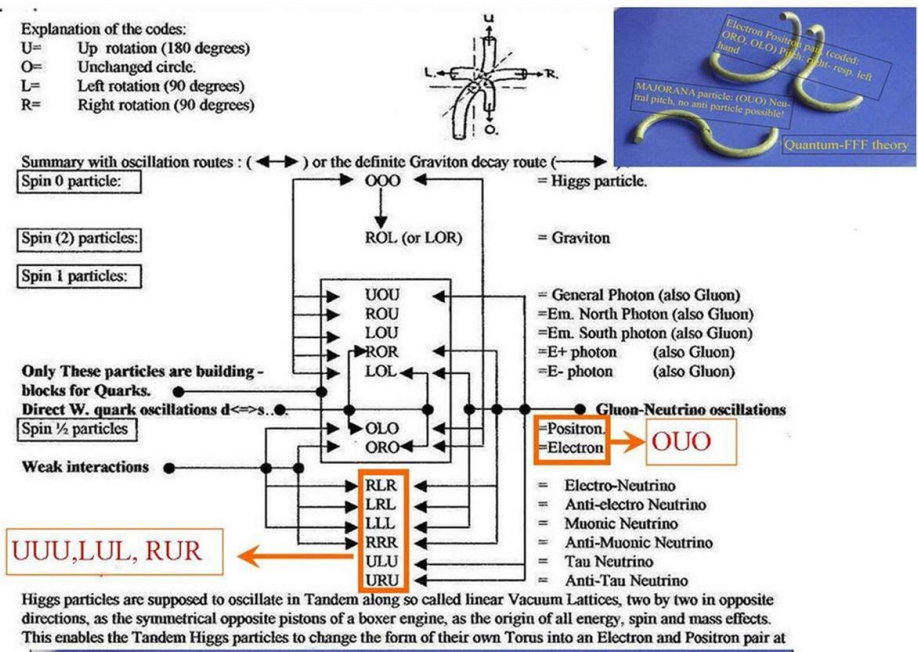 Explanation of the codes:
U= Up rotation (180 degrees)
O= Unchanged circle.
L= Left rotation (90 degrees)
R= Right rotation (90 degrees)
U
L.
R.
O.
Electron Positron pair (coded:
ORO, OLO) Pitch: right- resp. left
hand
MAJORANA particle: (OUO) Neu-
tral pitch, no anti particle possible!
Quantum-FFF theory
Summary with oscillation routes : ( ) or the definite Graviton decay route ( )
Spin 0 particle: OOO = Higgs particle.
Spin (2) particles: ROL (or LOR) = Graviton
Spin 1 particles:
UOU = General Photon (also Gluon)
ROU =Em. North Photon (also Gluon)
LOU =Em. South photon (also Gluon)
ROR =E+ photon (also Gluon)
LOL =E- photon (also Gluon)
Only These particles are building -
blocks for Quarks.
Direct W. quark oscillations d<=>s... Gluon-Neutrino oscillations
Spin ½ particles OLO =Positron.
ORO =Electron
OUO
Weak interactions
RLR = Electro-Neutrino
LRL = Anti-electro Neutrino
LLL = Muonic Neutrino
RRR = Anti-Muonic Neutrino
ULU = Tau Neutrino
URU = Anti-Tau Neutrino
UUU,LUL, RUR
Higgs particles are supposed to oscillate in Tandem along so called linear Vacuum Lattices, two by two in opposite
directions, as the symmetrical opposite pistons of a boxer engine, as the origin of all energy, spin and mass effects.
This enables the Tandem Higgs particles to change the form of their own Torus into an Electron and Positron pair at